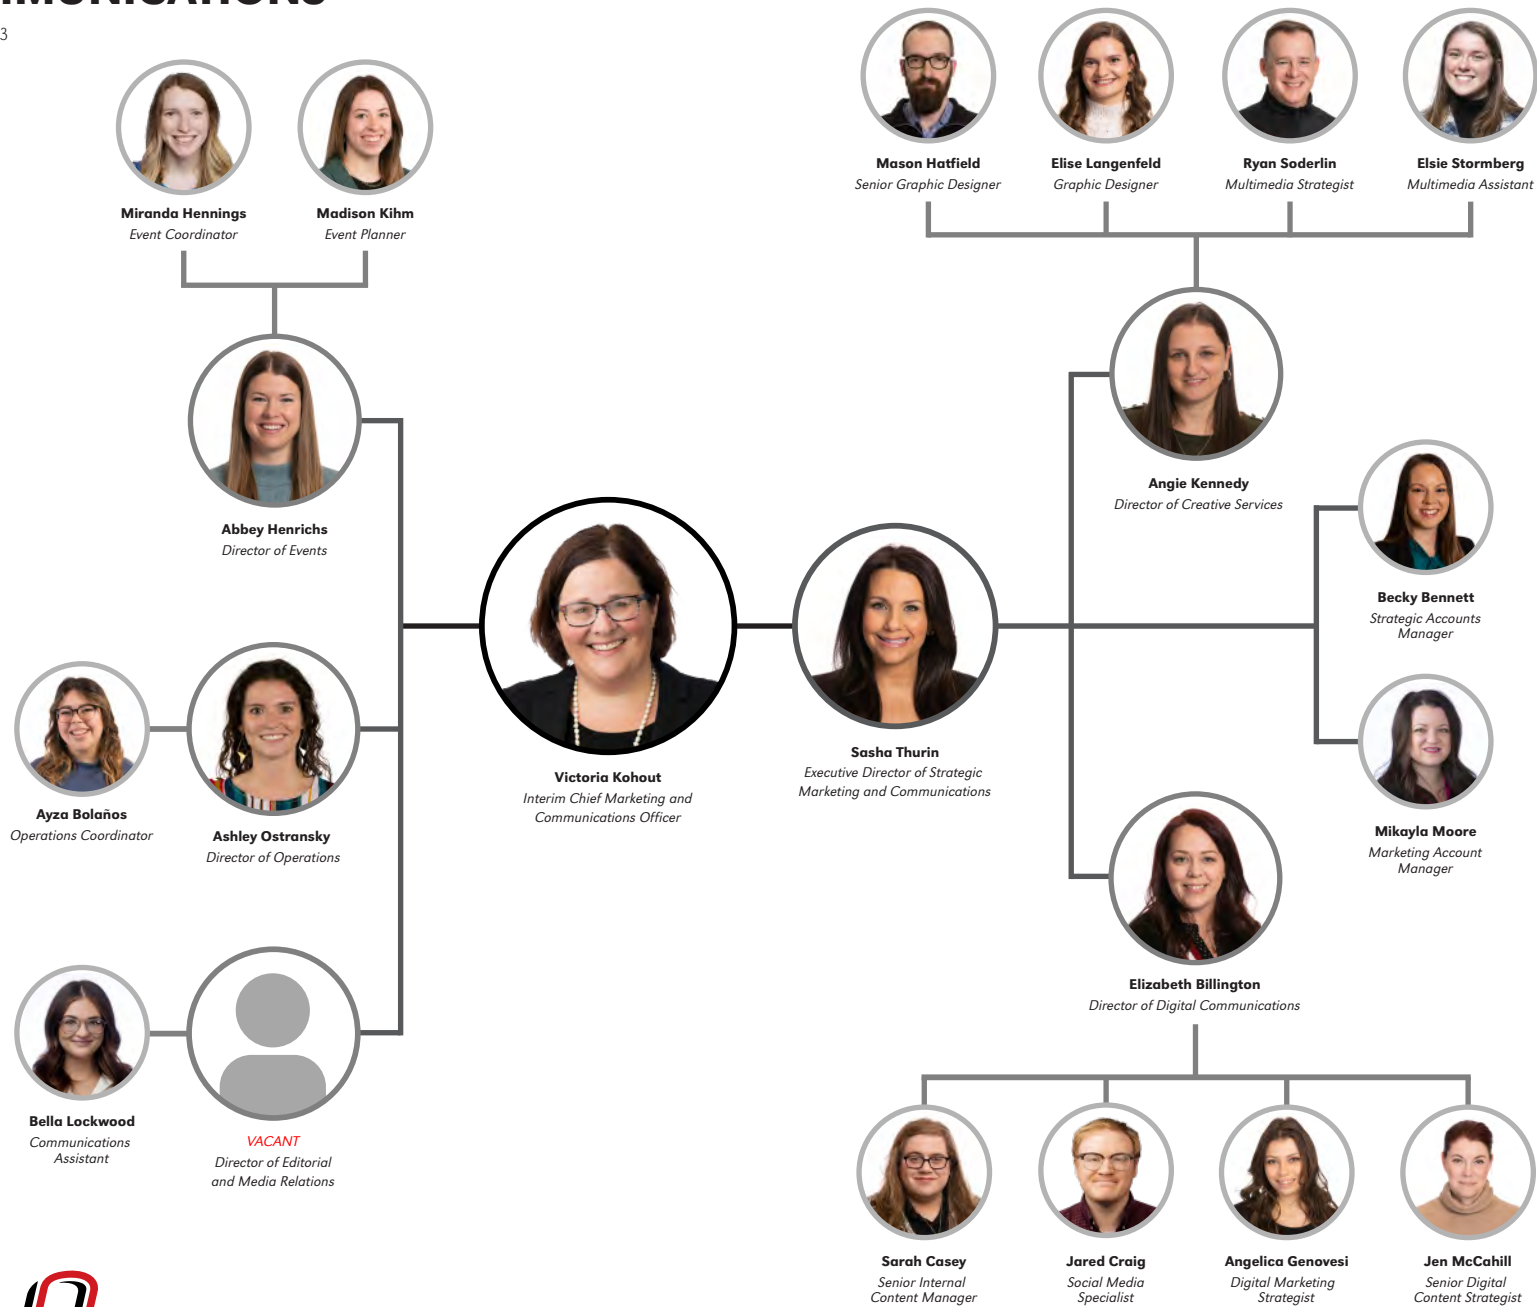 3
Mason Hatfield
Senior Graphic Designer
Elise Langenfeld
Graphic Designer
Ryan Soderlin
Multimedia Strategist
Elsie Stormberg
Multimedia Assistant
Miranda Hennings
Event Coordinator
Madison Kihm
Event Planner
Angie Kennedy
Director of Creative Services
Abbey Henrichs
Director of Events
Becky Bennett
Strategic Accounts
Manager
Sasha Thurin
Executive Director of Strategic
Marketing and Communications
Victoria Kohout
Interim Chief Marketing and
Communications Officer
Ayza Bolaños
Operations Coordinator
Ashley Ostransky
Director of Operations
Mikayla Moore
Marketing Account
Manager
Elizabeth Billington
Director of Digital Communications
Bella Lockwood
Communications
Assistant
VACANT
Director of Editorial
and Media Relations
Sarah Casey
Senior Internal
Content Manager
Jared Craig
Social Media
Specialist
Angelica Genovesi
Digital Marketing
Strategist
Jen McCahill
Senior Digital
Content Strategist